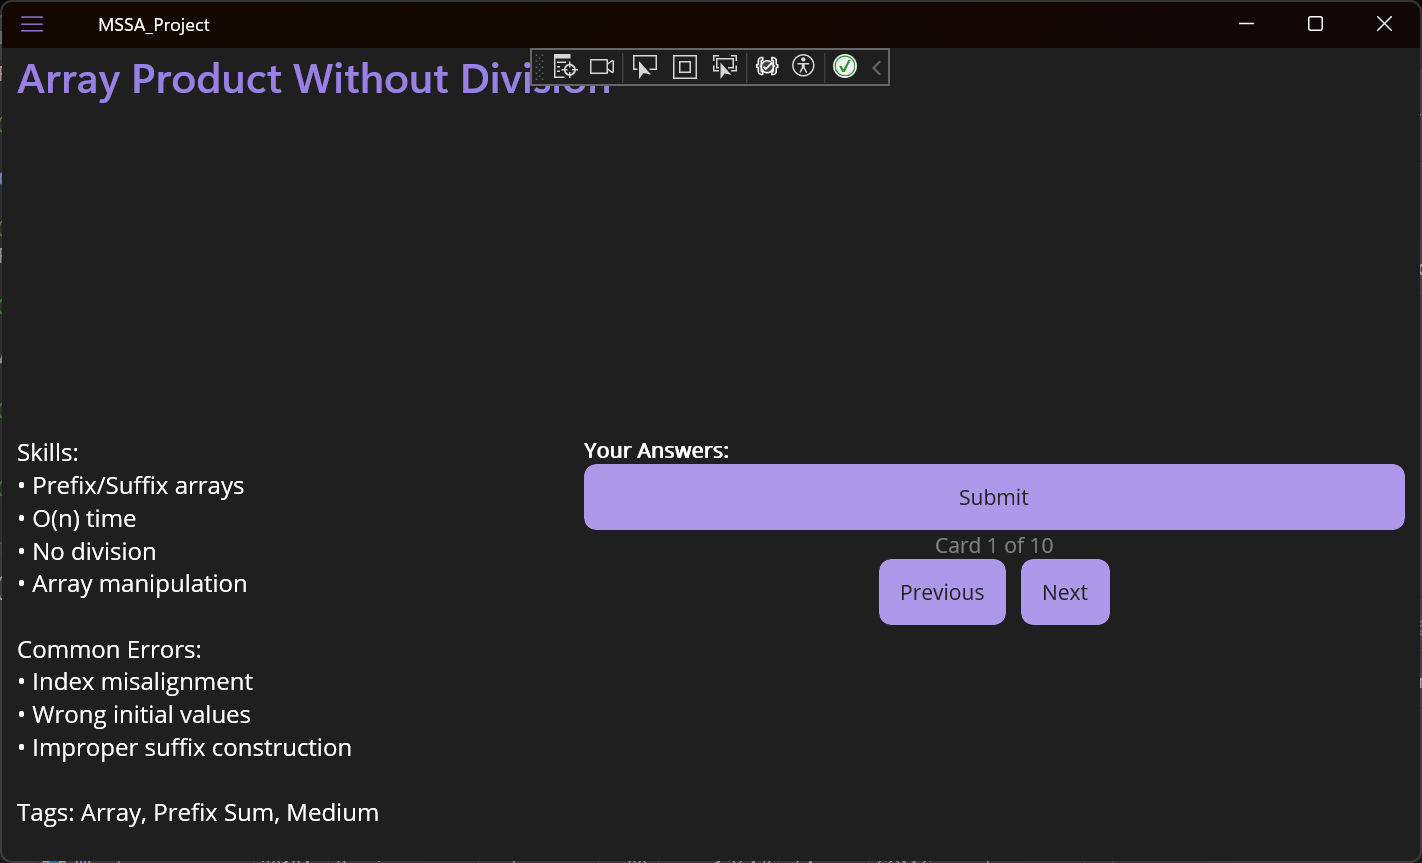 MSSA_Project
Array Product Without Division
Skills:
• Prefix/Suffix arrays
• O(n) time
• No division
• Array manipulation
Common Errors:
• Index misalignment
• Wrong initial values
• Improper suffix construction
Tags: Array, Prefix Sum, Medium
Your Answers:
Submit
Card 1 of 10
Previous
Next